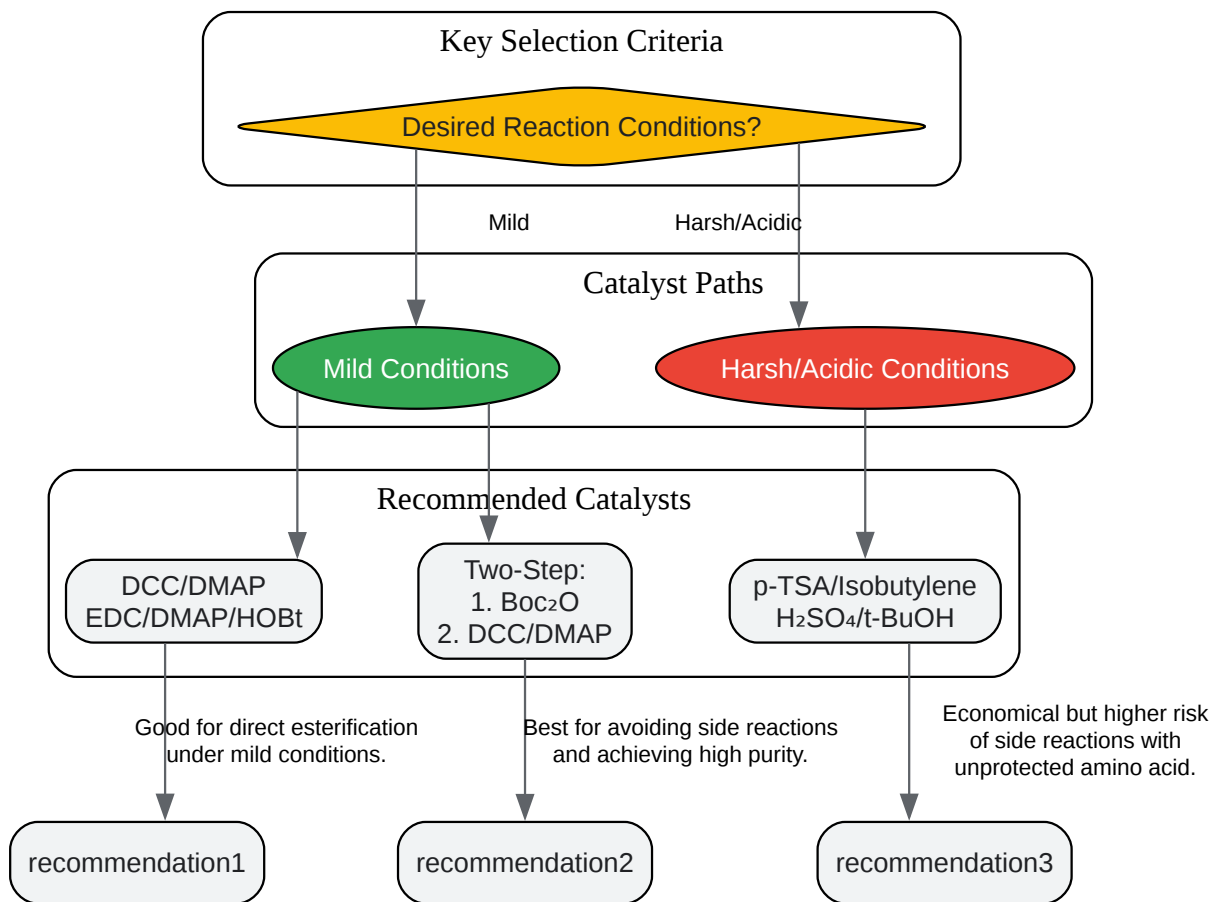 Key Selection Criteria
Desired Reaction Conditions?
Mild
Harsh/Acidic
Catalyst Paths
Mild Conditions
Harsh/Acidic Conditions
Recommended Catalysts
DCC/DMAP
EDC/DMAP/HOBt
Two-Step:
1. Boc₂O
2. DCC/DMAP
p-TSA/Isobutylene
H₂SO₄/t-BuOH
Good for direct esterification
under mild conditions.
Best for avoiding side reactions
and achieving high purity.
Economical but higher risk
of side reactions with
unprotected amino acid.
recommendation1
recommendation2
recommendation3